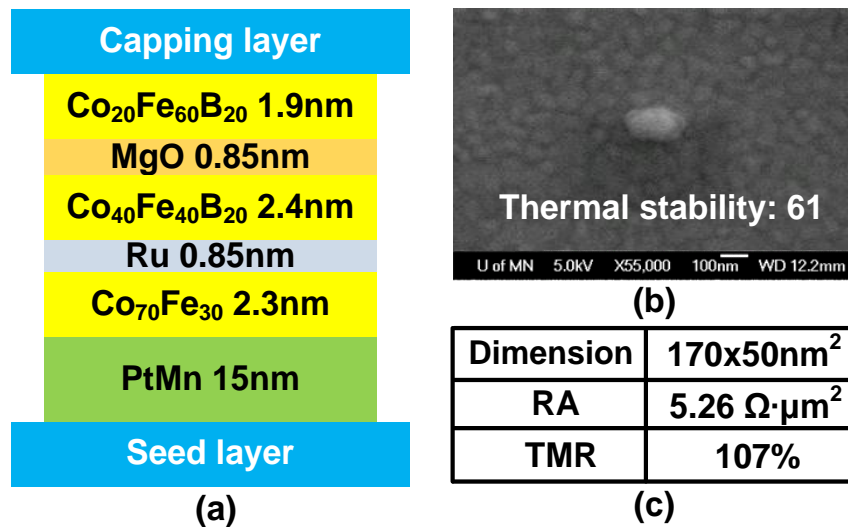 Capping layer
Co₂₀Fe₆₀B₂₀ 1.9nm
MgO 0.85nm
Co₄₀Fe₄₀B₂₀ 2.4nm
Ru 0.85nm
Co₇₀Fe₃₀ 2.3nm
PtMn 15nm
Seed layer
(a)
Thermal stability: 61
U of MN 5.0kV X55,000 100nm WD 12.2mm
(b)
Dimension 170x50nm²
RA 5.26 Ω·μm²
TMR 107%
(c)